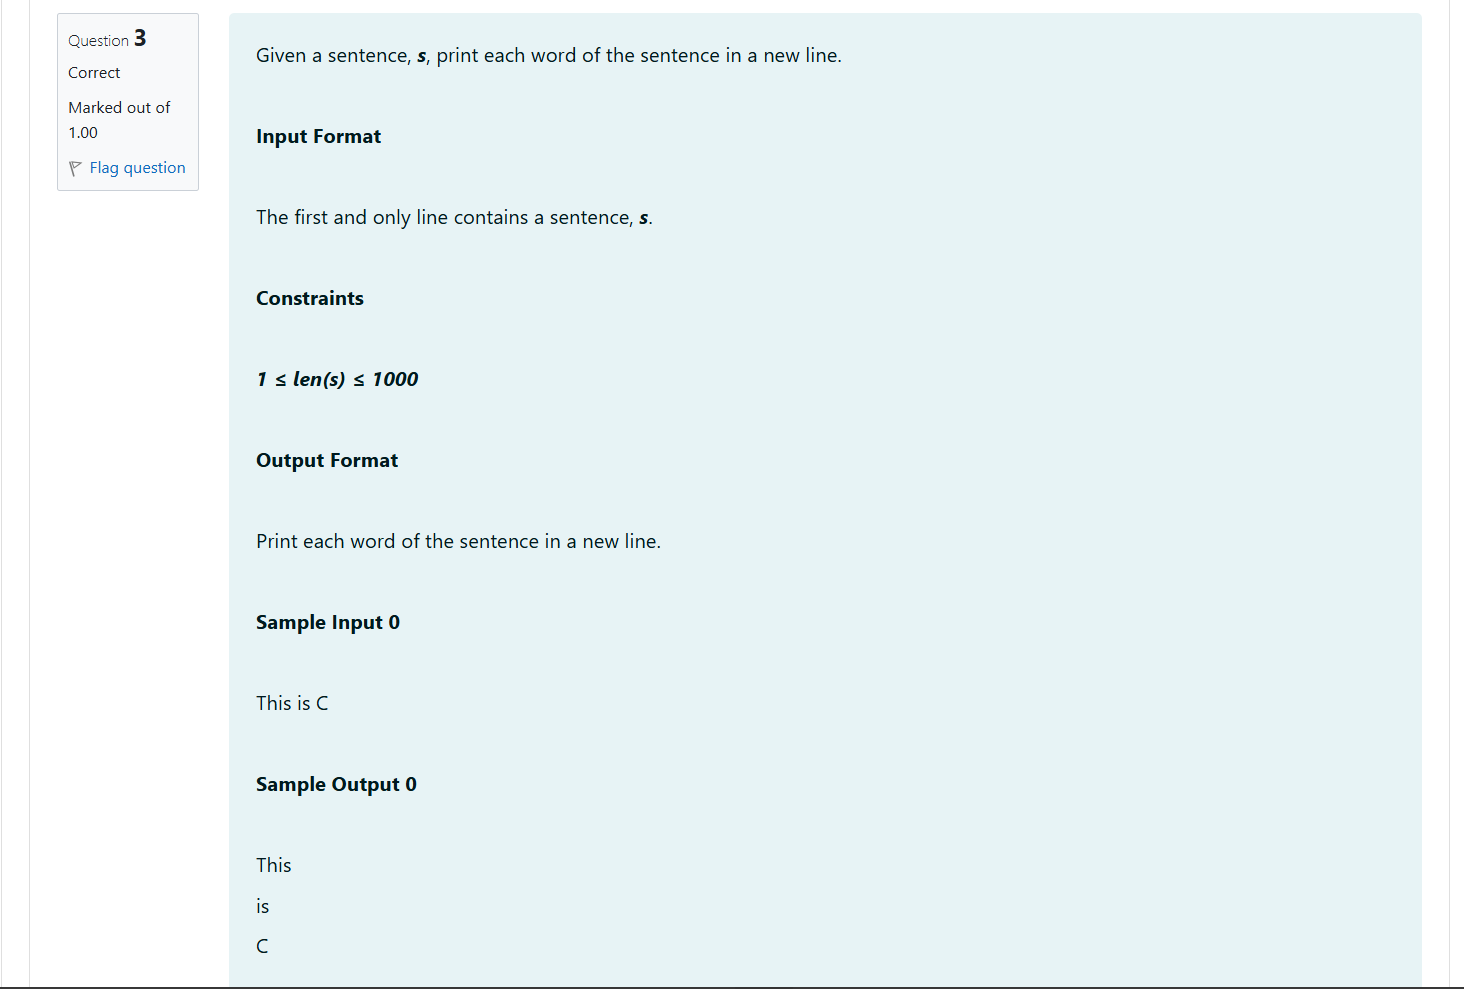 Question 3
Correct
Marked out of
1.00
Flag question
Given a sentence, s, print each word of the sentence in a new line.
Input Format
The first and only line contains a sentence, s.
Constraints
1 ≤ len(s) ≤ 1000
Output Format
Print each word of the sentence in a new line.
Sample Input 0
This is C
Sample Output 0
This
is
C